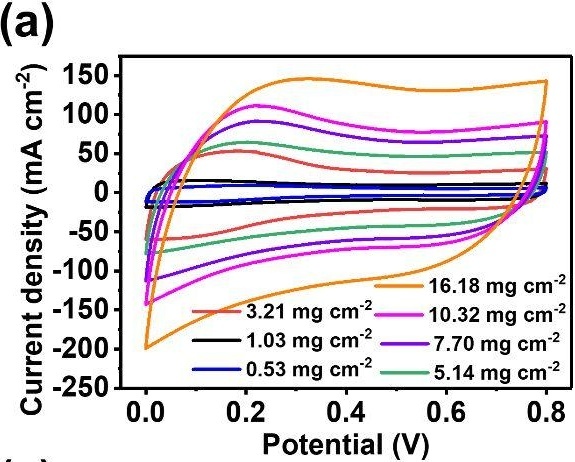 (a)
Current density (mA cm-2)
150
100
50
0
-50
-100
-150
-200
-250
16.18 mg cm-2
3.21 mg cm-2
10.32 mg cm-2
1.03 mg cm-2
7.70 mg cm-2
0.53 mg cm-2
5.14 mg cm-2
0.0 0.2 0.4 0.6 0.8
Potential (V)